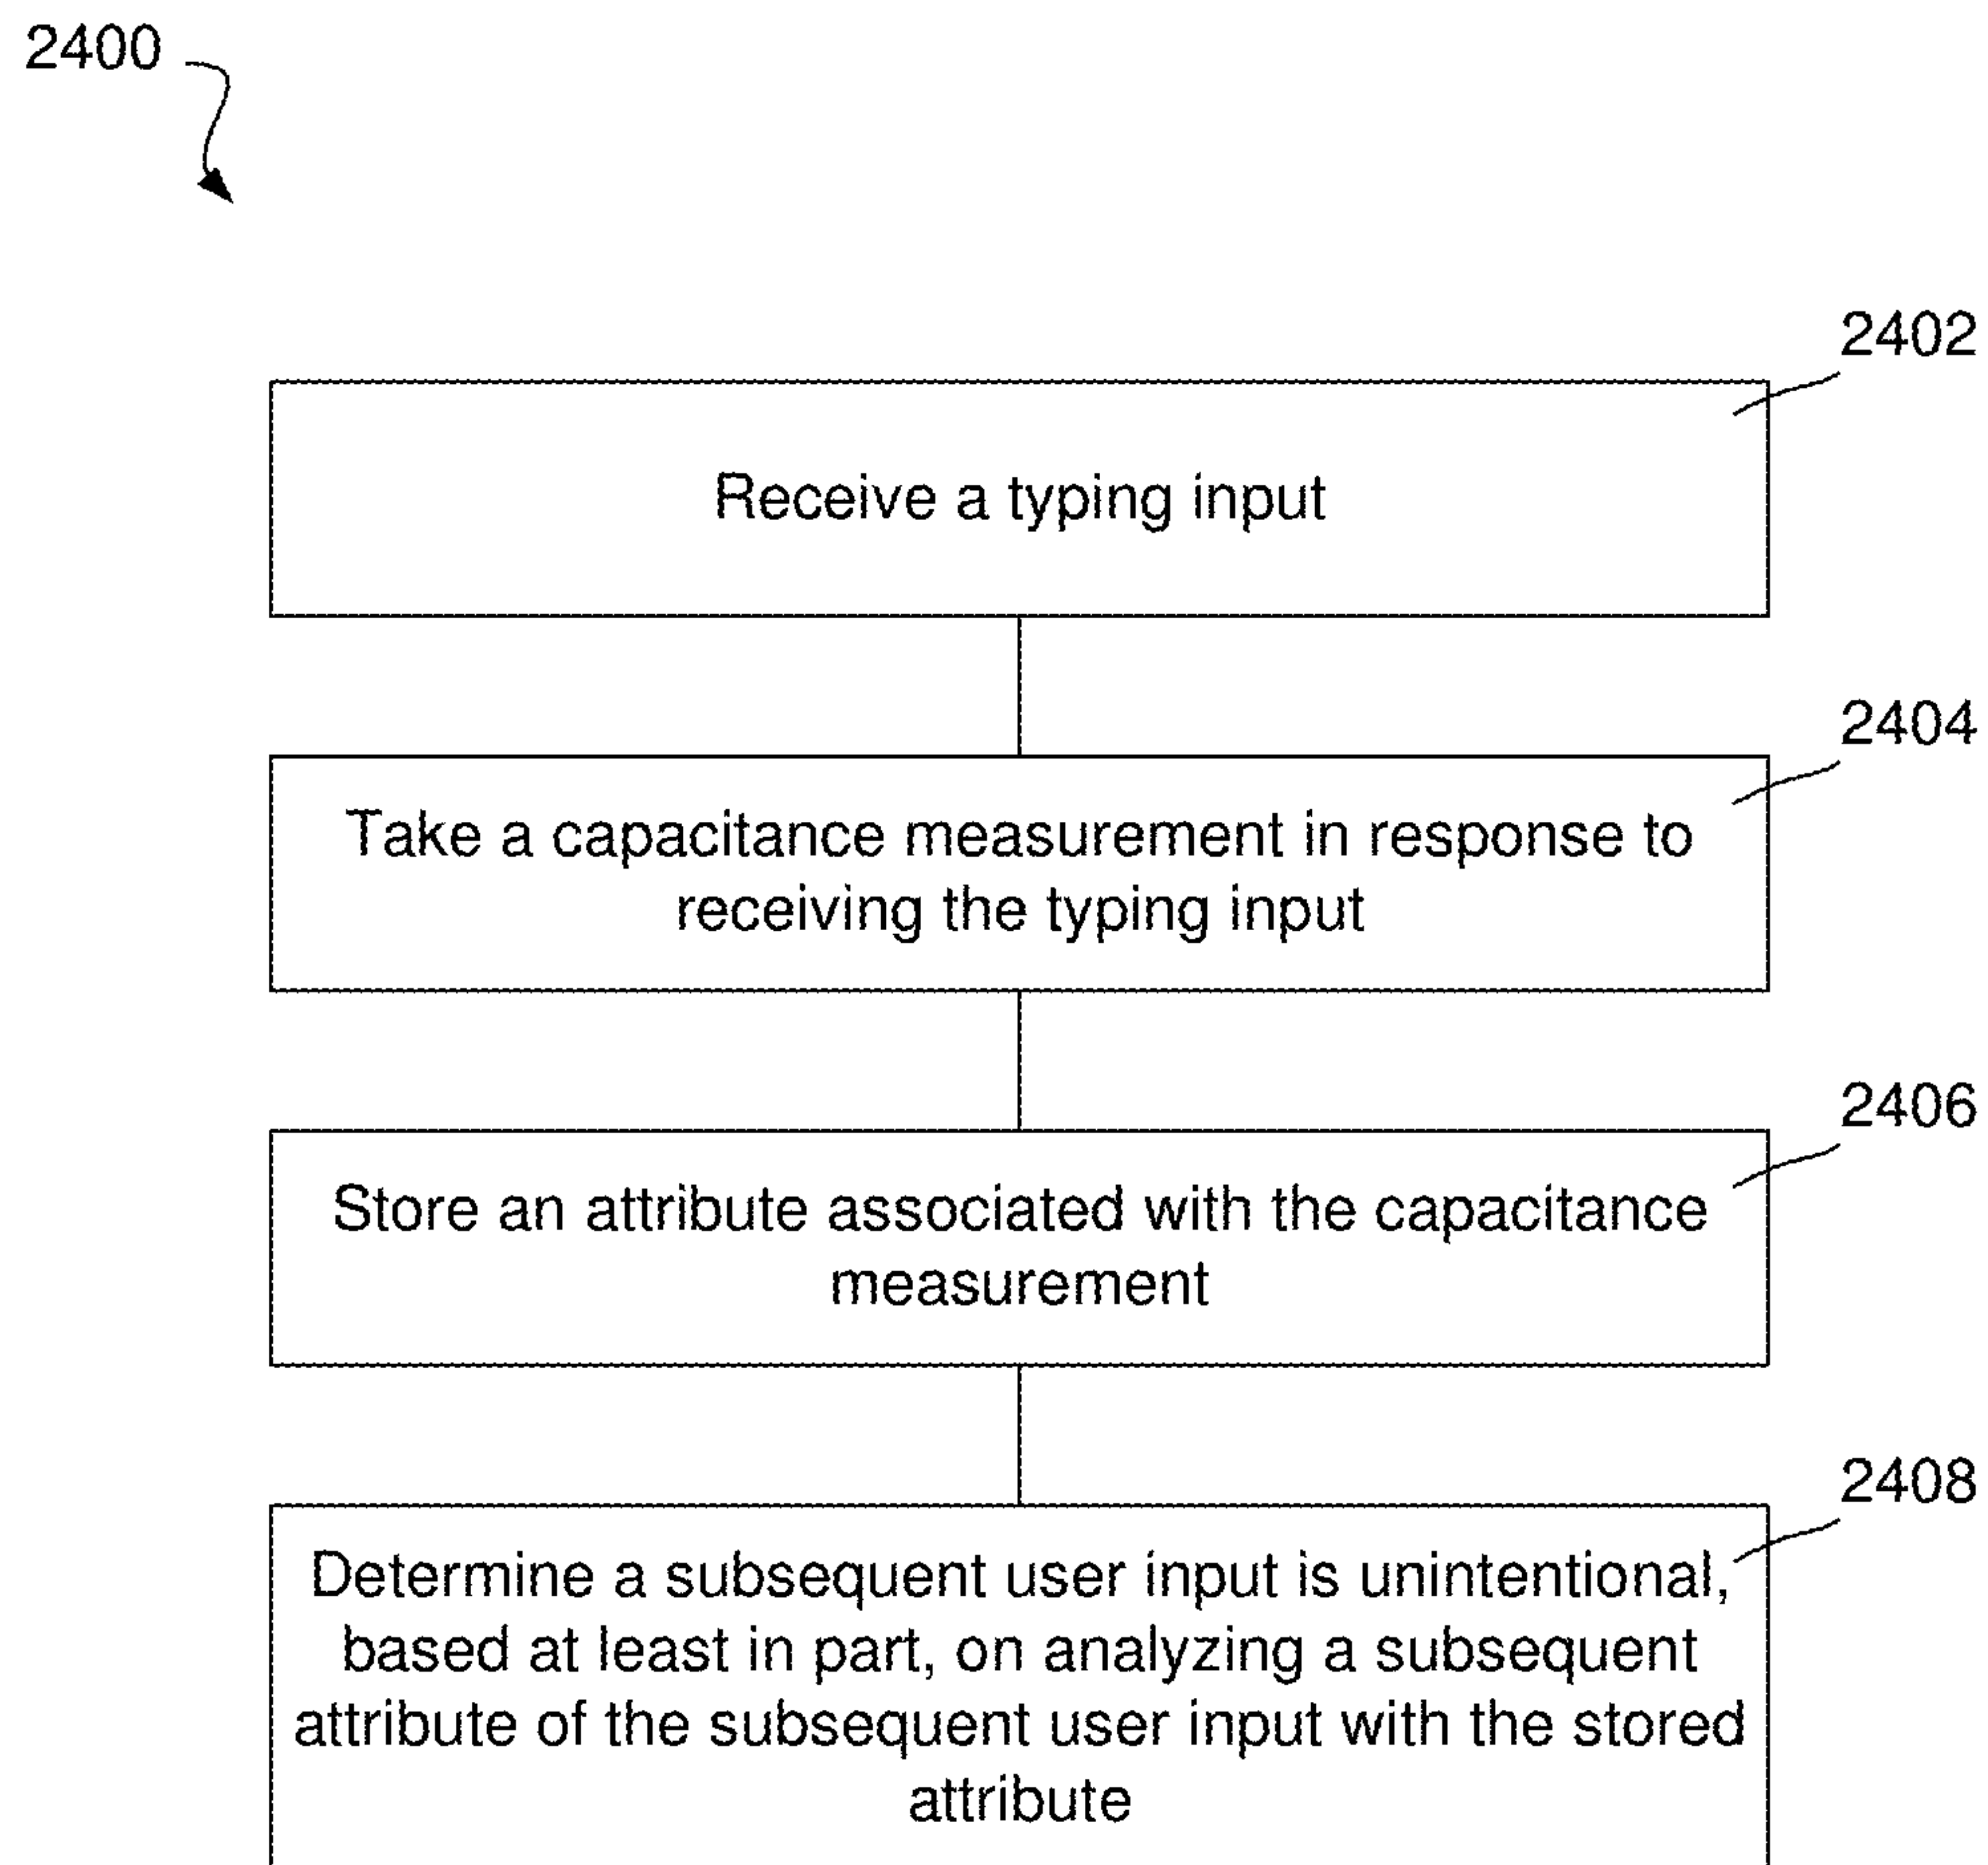 2400
2402
Receive a typing input
2404
Take a capacitance measurement in response to
receiving the typing input
2406
Store an attribute associated with the capacitance
measurement
2408
Determine a subsequent user input is unintentional,
based at least in part, on analyzing a subsequent
attribute of the subsequent user input with the stored
attribute